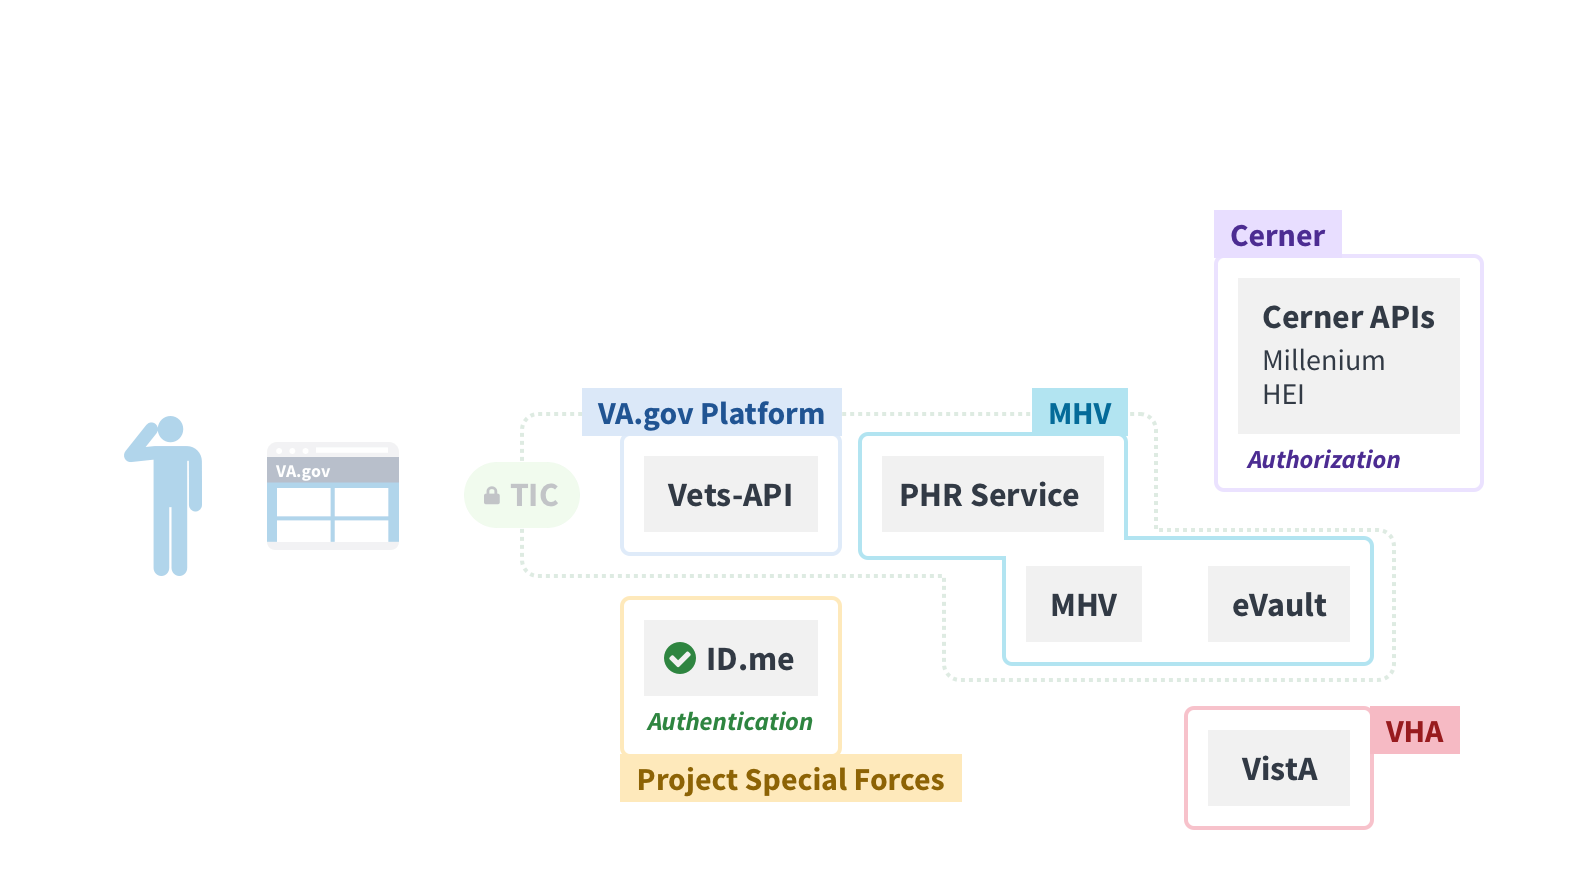 Cerner
Cerner APIs
Millenium
HEI
Authorization
VA.gov Platform
MHV
VA.gov
TIC
Vets-API
PHR Service
MHV
eVault
ID.me
Authentication
Project Special Forces
VHA
VistA